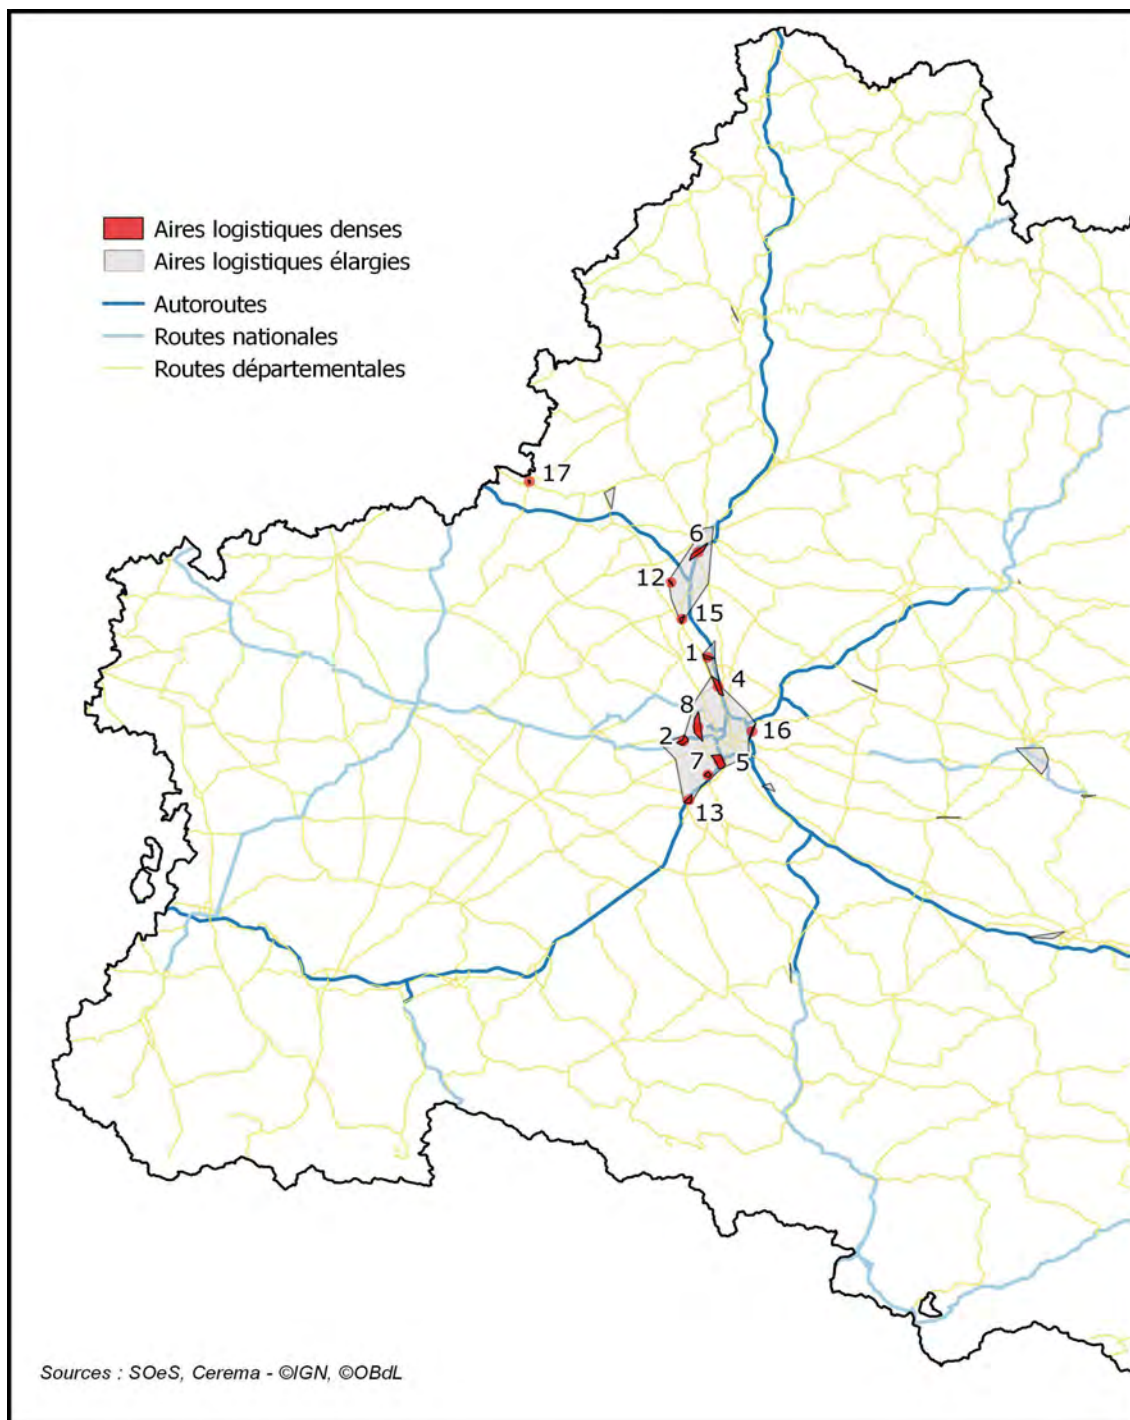 Aires logistiques denses
Aires logistiques élargies
Autoroutes
Routes nationales
Routes départementales
17
6
12
15
1
4
8
16
2
7
5
13
Sources : SOeS, Cerema - ©IGN, ©OBdL